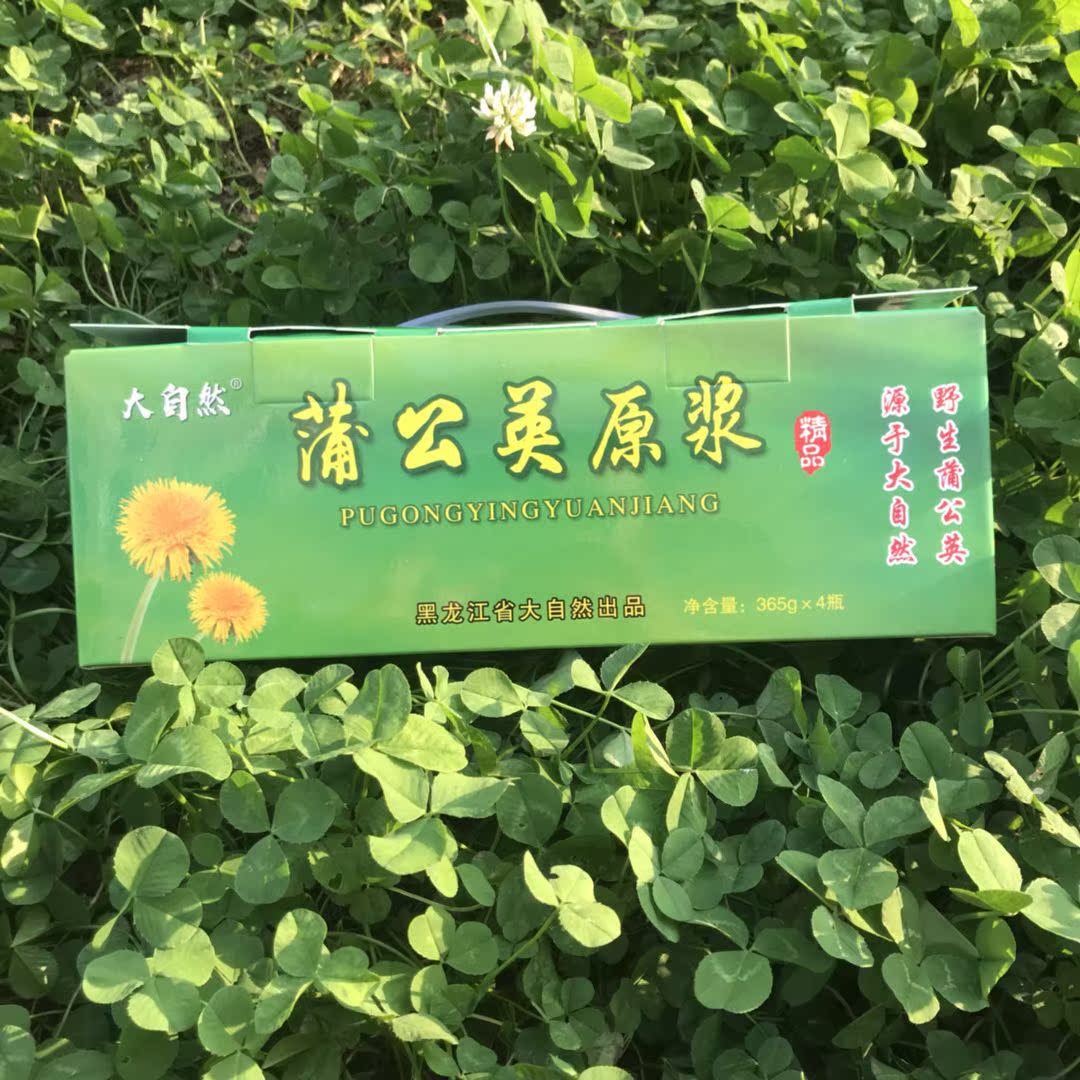 大自然®
蒲公英原浆
PUGONGYINGYUANJIANG
精品
野生蒲公英
源于大自然
黑龙江省大自然出品
净含量：365g×4瓶